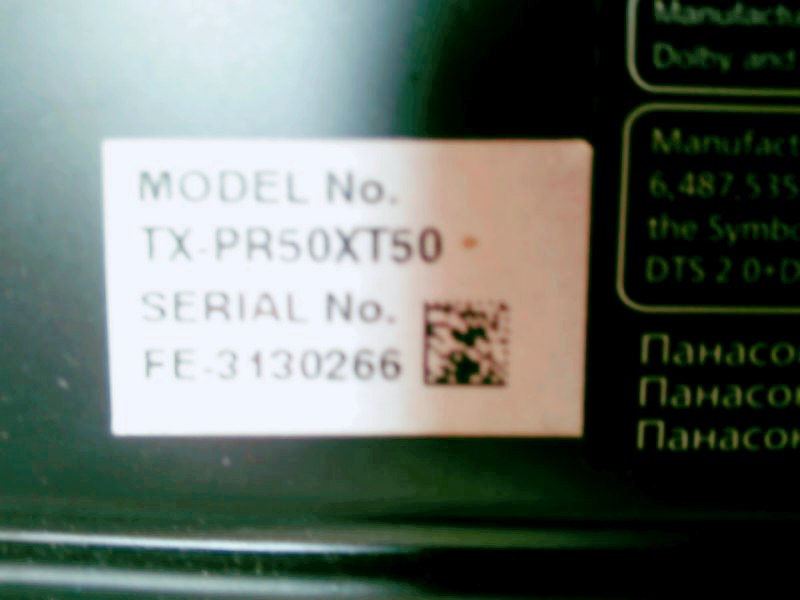 MODEL No.
TX-PR50XT50
SERIAL No.
FE-3130266
Manufactu
Dolby and
Manufact
6,487,535
the Symbo
DTS 2.0+D
Панасо
Панасо
Панасо